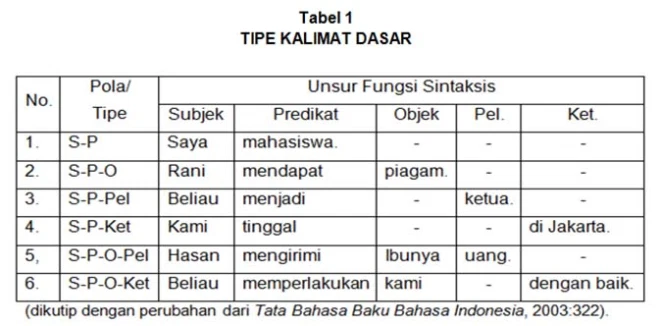 Tabel 1
TIPE KALIMAT DASAR
No. Pola/ Tipe Unsur Fungsi Sintaksis
Subjek Predikat Objek Pel. Ket.
1. S-P Saya mahasiswa. - - -
2. S-P-O Rani mendapat piagam. - -
3. S-P-Pel Beliau menjadi - ketua. -
4. S-P-Ket Kami tinggal - - di Jakarta.
5, S-P-O-Pel Hasan mengirimi Ibunya uang. -
6. S-P-O-Ket Beliau memperlakukan kami - dengan baik.
(dikutip dengan perubahan dari Tata Bahasa Baku Bahasa Indonesia, 2003:322).